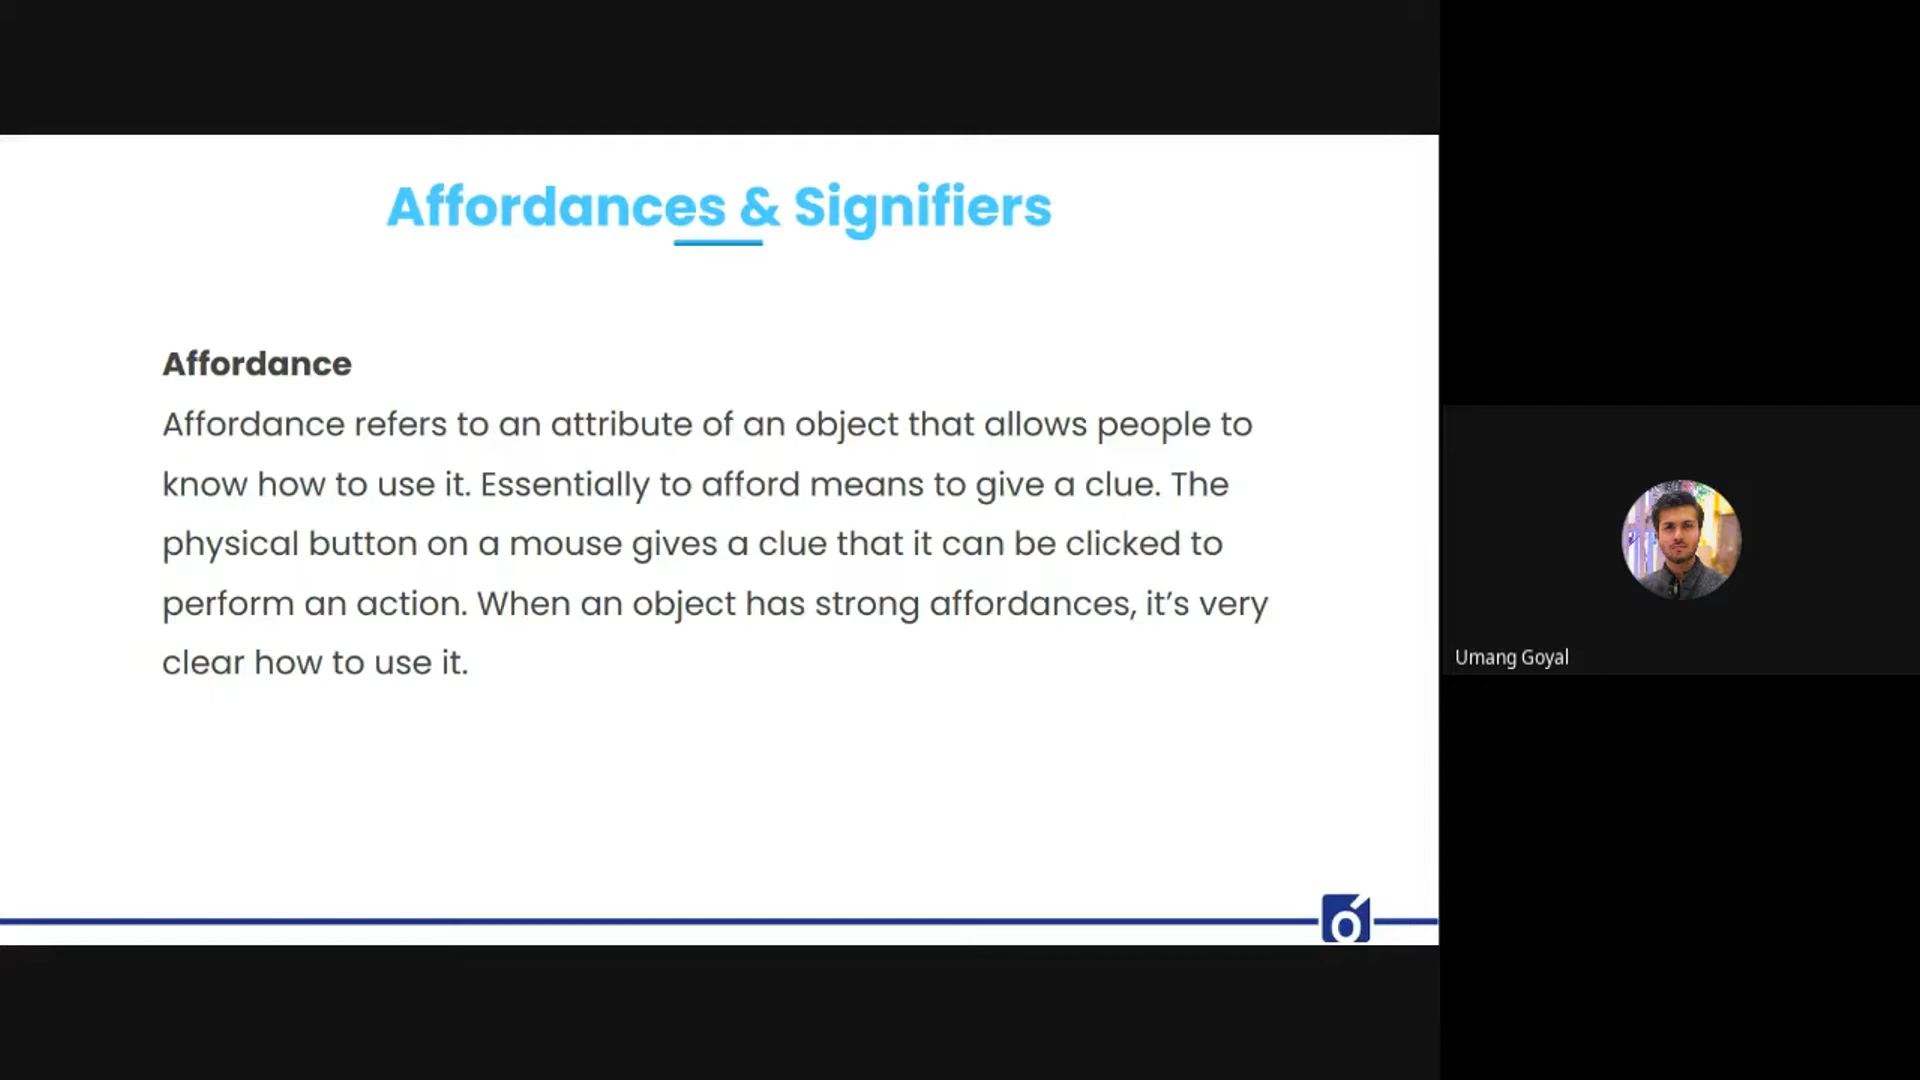 Affordances & Signifiers
Affordance
Affordance refers to an attribute of an object that allows people to
know how to use it. Essentially to afford means to give a clue. The
physical button on a mouse gives a clue that it can be clicked to
perform an action. When an object has strong affordances, it’s very
clear how to use it.
Umang Goyal